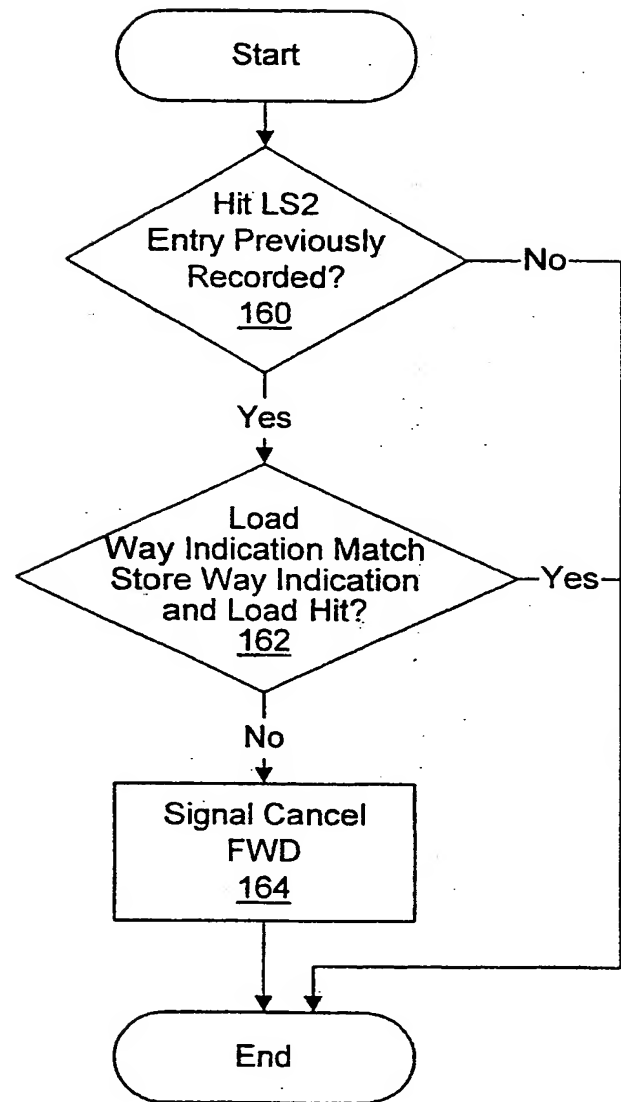 Start
Hit LS2
Entry Previously
Recorded?
160
No
Yes
Load
Way Indication Match
Store Way Indication
and Load Hit?
162
Yes
No
Signal Cancel
FWD
164
End